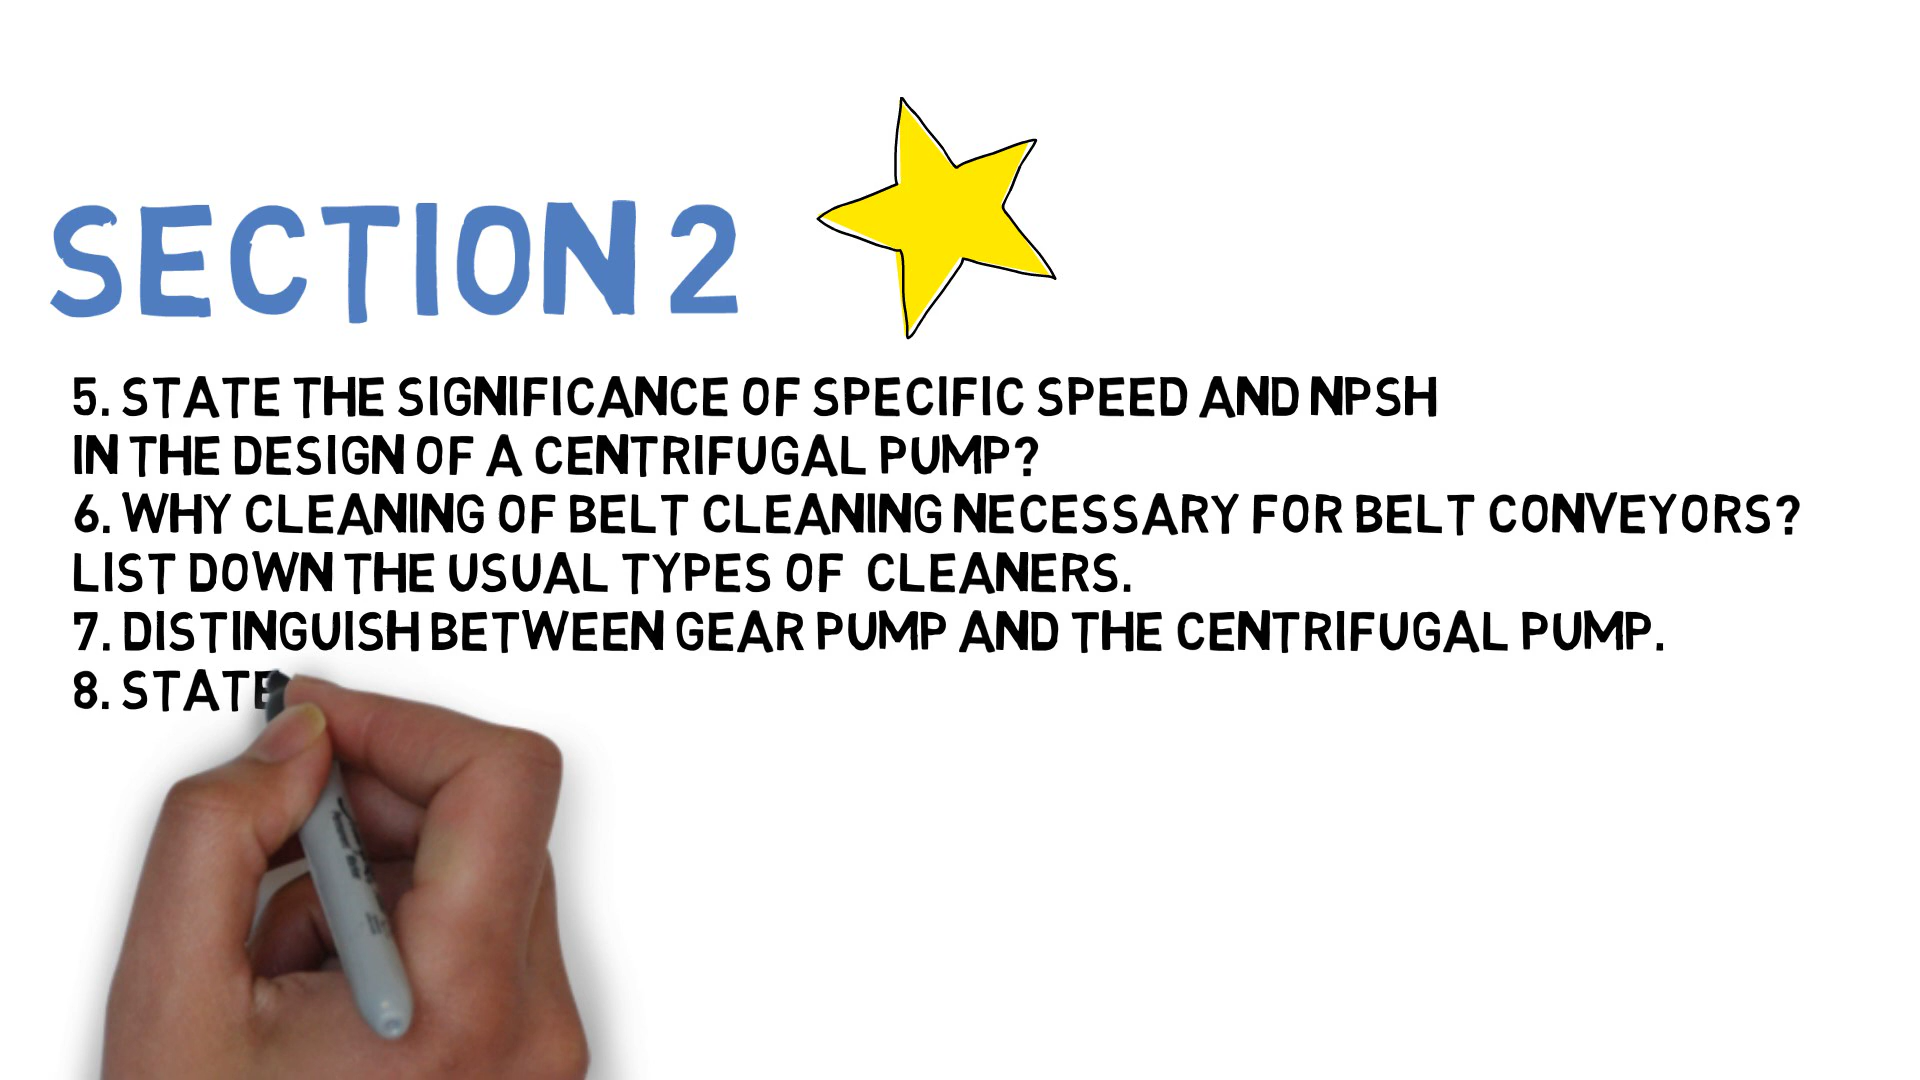 SECTION 2
5. STATE THE SIGNIFICANCE OF SPECIFIC SPEED AND NPSH
IN THE DESIGN OF A CENTRIFUGAL PUMP?
6. WHY CLEANING OF BELT CLEANING NECESSARY FOR BELT CONVEYORS?
LIST DOWN THE USUAL TYPES OF CLEANERS.
7. DISTINGUISH BETWEEN GEAR PUMP AND THE CENTRIFUGAL PUMP.
8. STATE